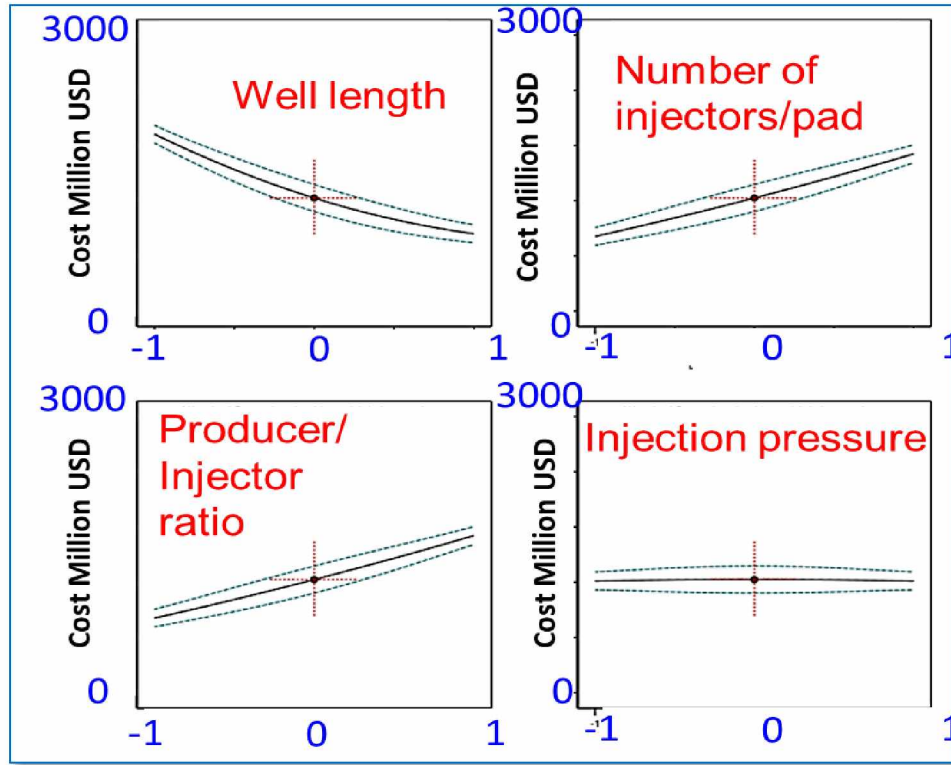 3000
Cost Million USD
Well length
0
-1
0
1
3000
Cost Million USD
Number of
injectors/pad
0
-1
0
1
3000
Cost Million USD
Producer/
Injector
ratio
0
-1
0
1
3000
Cost Million USD
Injection pressure
0
-1
0
1